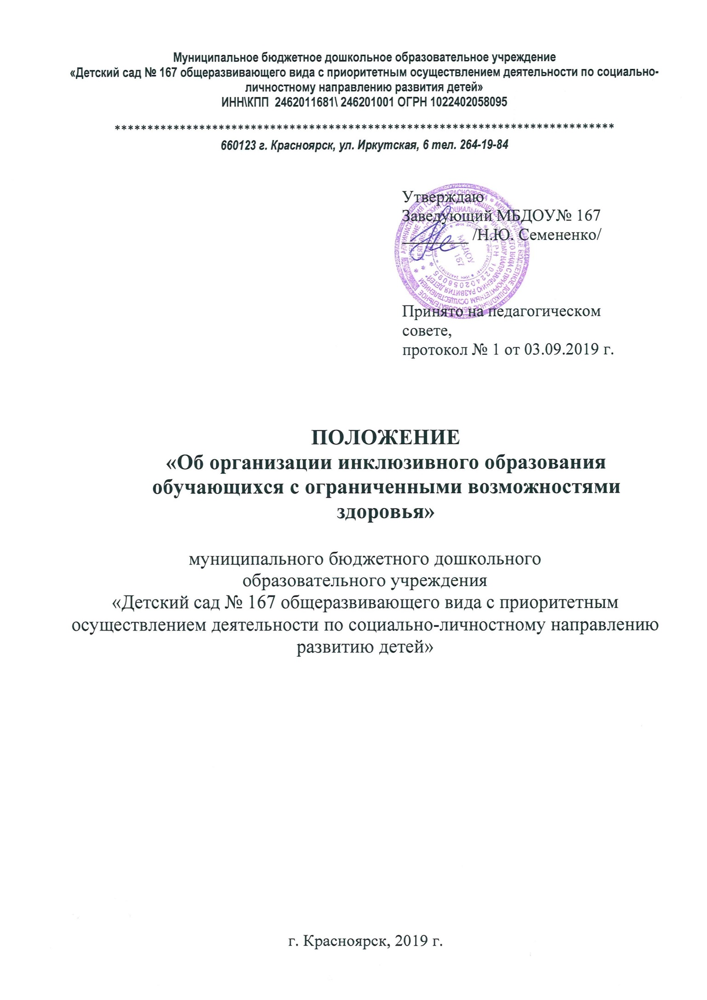 Муниципальное бюджетное дошкольное образовательное учреждение
«Детский сад № 167 общеразвивающего вида с приоритетным осуществлением деятельности по социально-
личностному направлению развития детей»
ИНН\КПП  2462011681\ 246201001 ОГРН 1022402058095
*****************************************************************************
660123 г. Красноярск, ул. Иркутская, 6 тел. 264-19-84
Утверждаю
Заведующий МБДОУ№ 167
________ /Н.Ю. Семененко/
МБДОУ
№ 167
Принято на педагогическом
совете,
протокол № 1 от 03.09.2019 г.
ПОЛОЖЕНИЕ
«Об организации инклюзивного образования
обучающихся с ограниченными возможностями
здоровья»
муниципального бюджетного дошкольного
образовательного учреждения
«Детский сад № 167 общеразвивающего вида с приоритетным
осуществлением деятельности по социально-личностному направлению
развитию детей»
г. Красноярск, 2019 г.